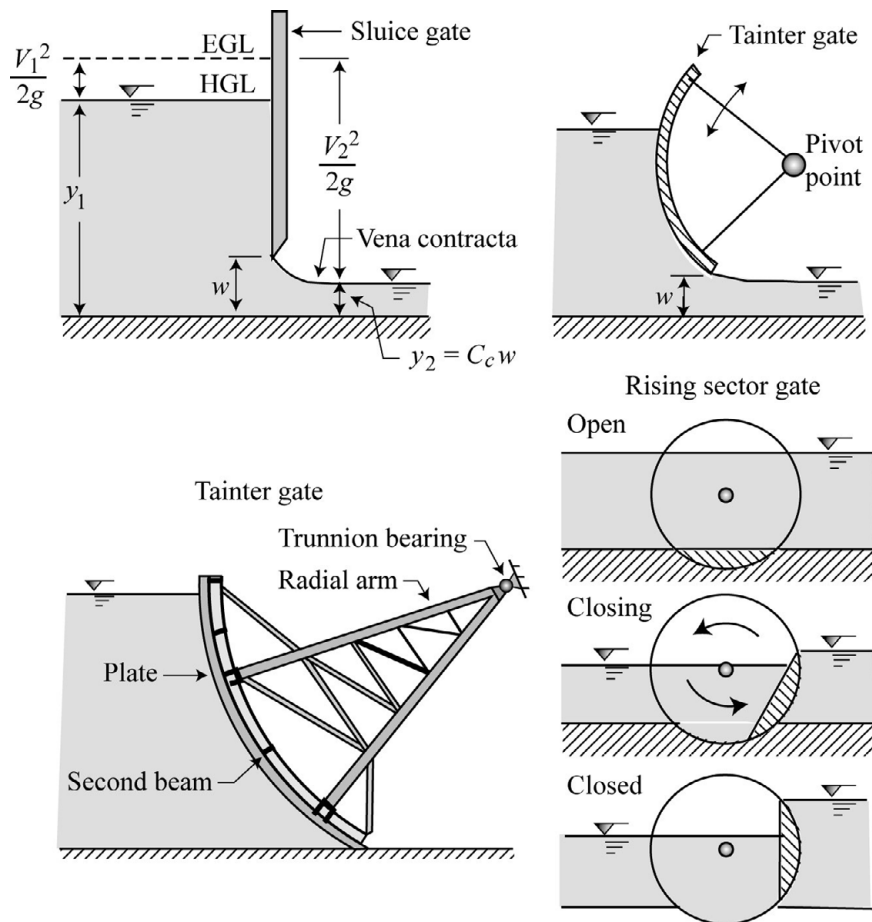 Sluice gate
EGL
V₁²
2g
HGL
V₂²
2g
y₁
Vena contracta
w
y₂ = C꜀ w
Tainter gate
Pivot
point
w
Tainter gate
Trunnion bearing
Radial arm
Plate
Second beam
Rising sector gate
Open
Closing
Closed